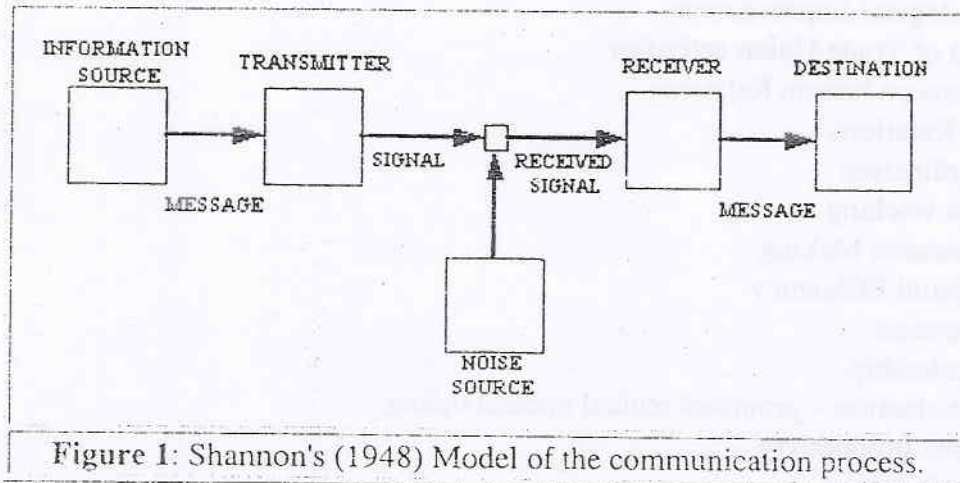 INFORMATION
SOURCE
TRANSMITTER
RECEIVER
DESTINATION
SIGNAL
RECEIVED
SIGNAL
MESSAGE
MESSAGE
NOISE
SOURCE
Figure 1: Shannon's (1948) Model of the communication process.